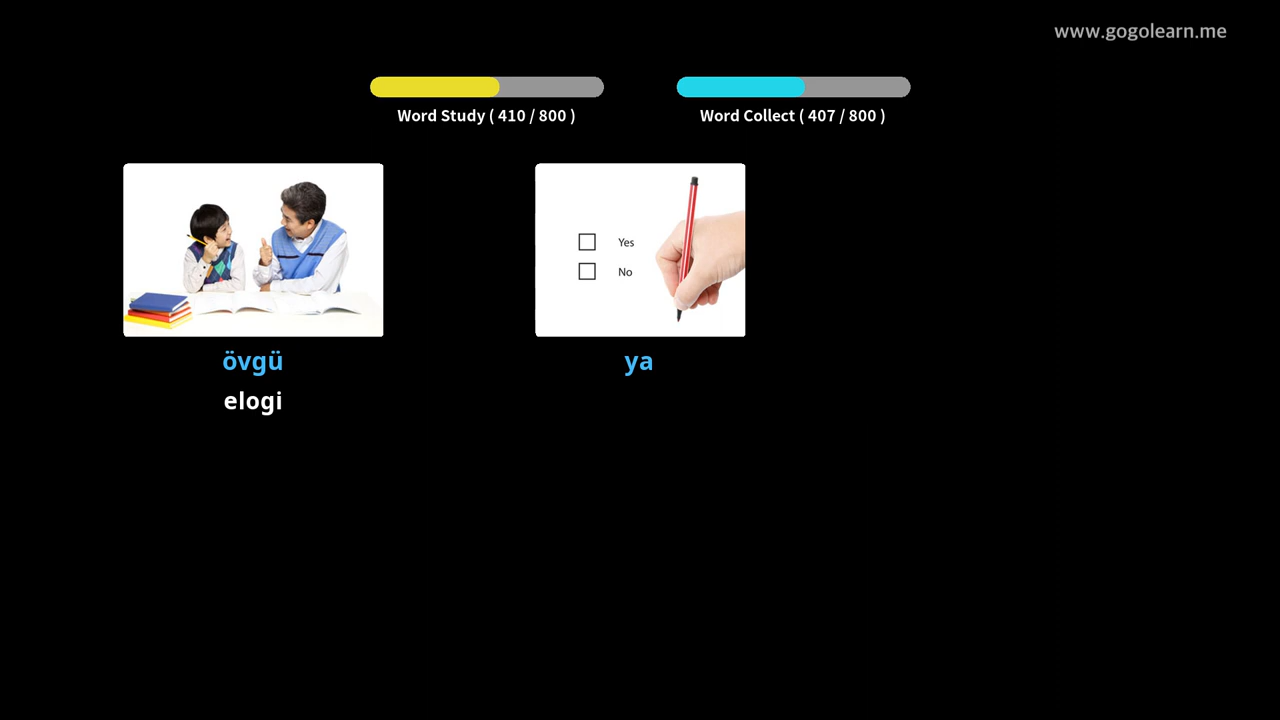 www.gogolearn.me
Word Study ( 410 / 800 )
Word Collect ( 407 / 800 )
Yes
No
övgü
elogi
ya